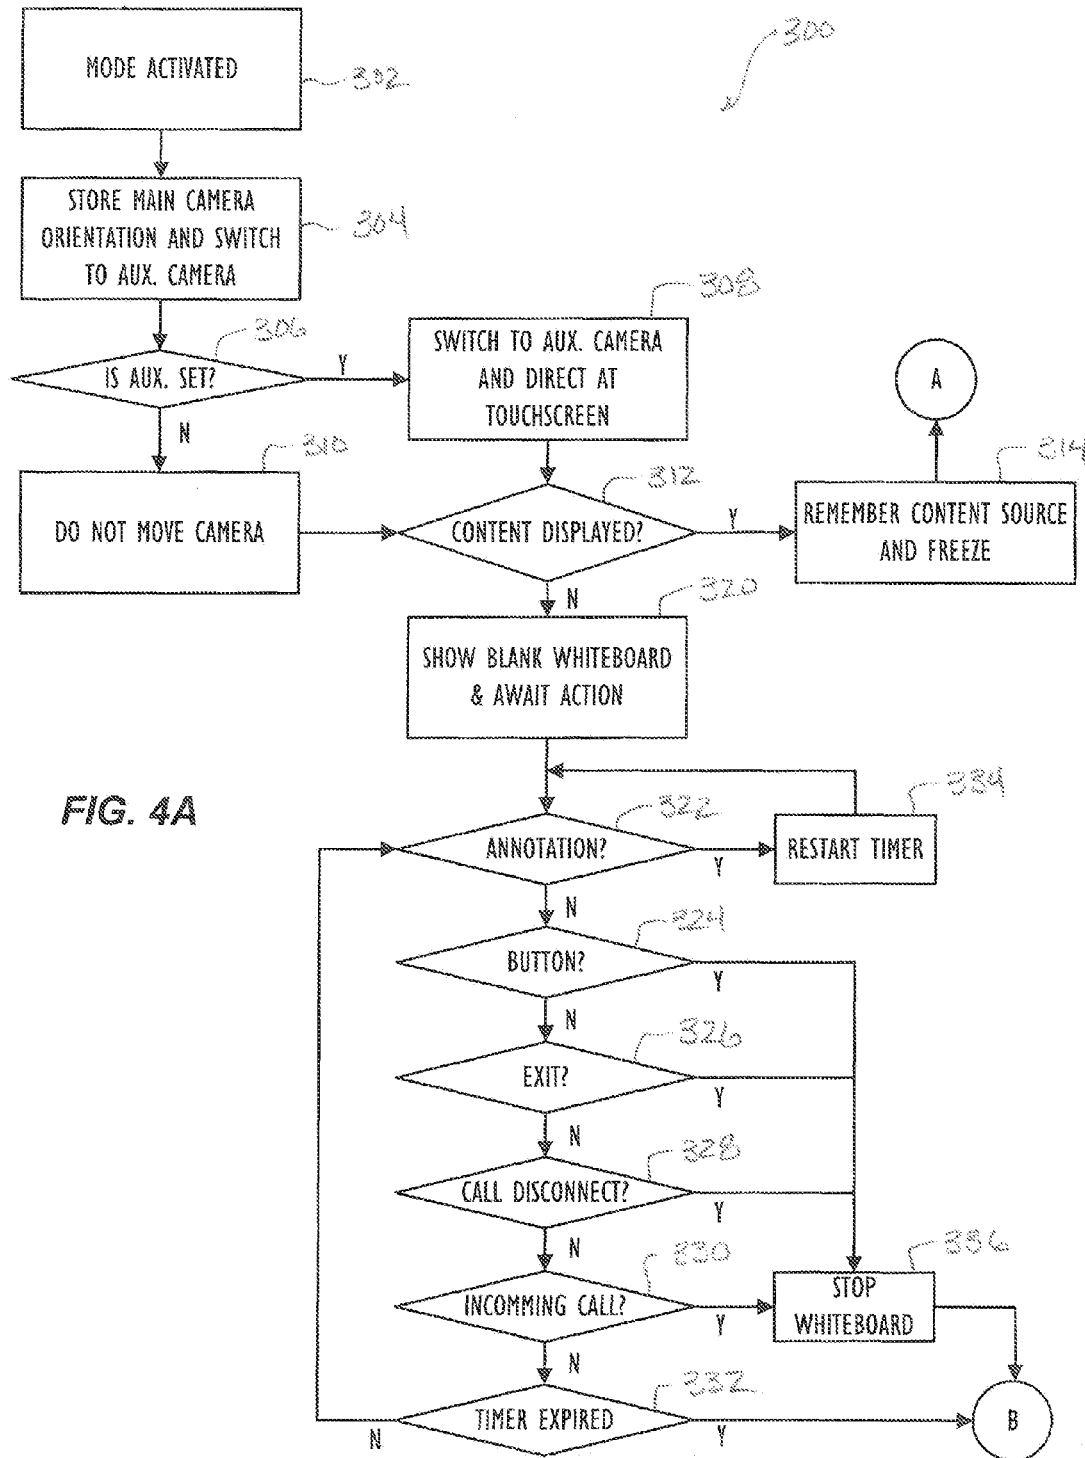 300
MODE ACTIVATED
302
STORE MAIN CAMERA
ORIENTATION AND SWITCH
TO AUX. CAMERA
304
306
IS AUX. SET?
Y
N
308
SWITCH TO AUX. CAMERA
AND DIRECT AT
TOUCHSCREEN
A
310
DO NOT MOVE CAMERA
312
CONTENT DISPLAYED?
Y
N
314
REMEMBER CONTENT SOURCE
AND FREEZE
320
SHOW BLANK WHITEBOARD
& AWAIT ACTION
FIG. 4A
322
ANNOTATION?
Y
N
334
RESTART TIMER
324
BUTTON?
Y
N
326
EXIT?
Y
N
328
CALL DISCONNECT?
Y
N
330
INCOMMING CALL?
Y
N
336
STOP
WHITEBOARD
332
TIMER EXPIRED
N
Y
B